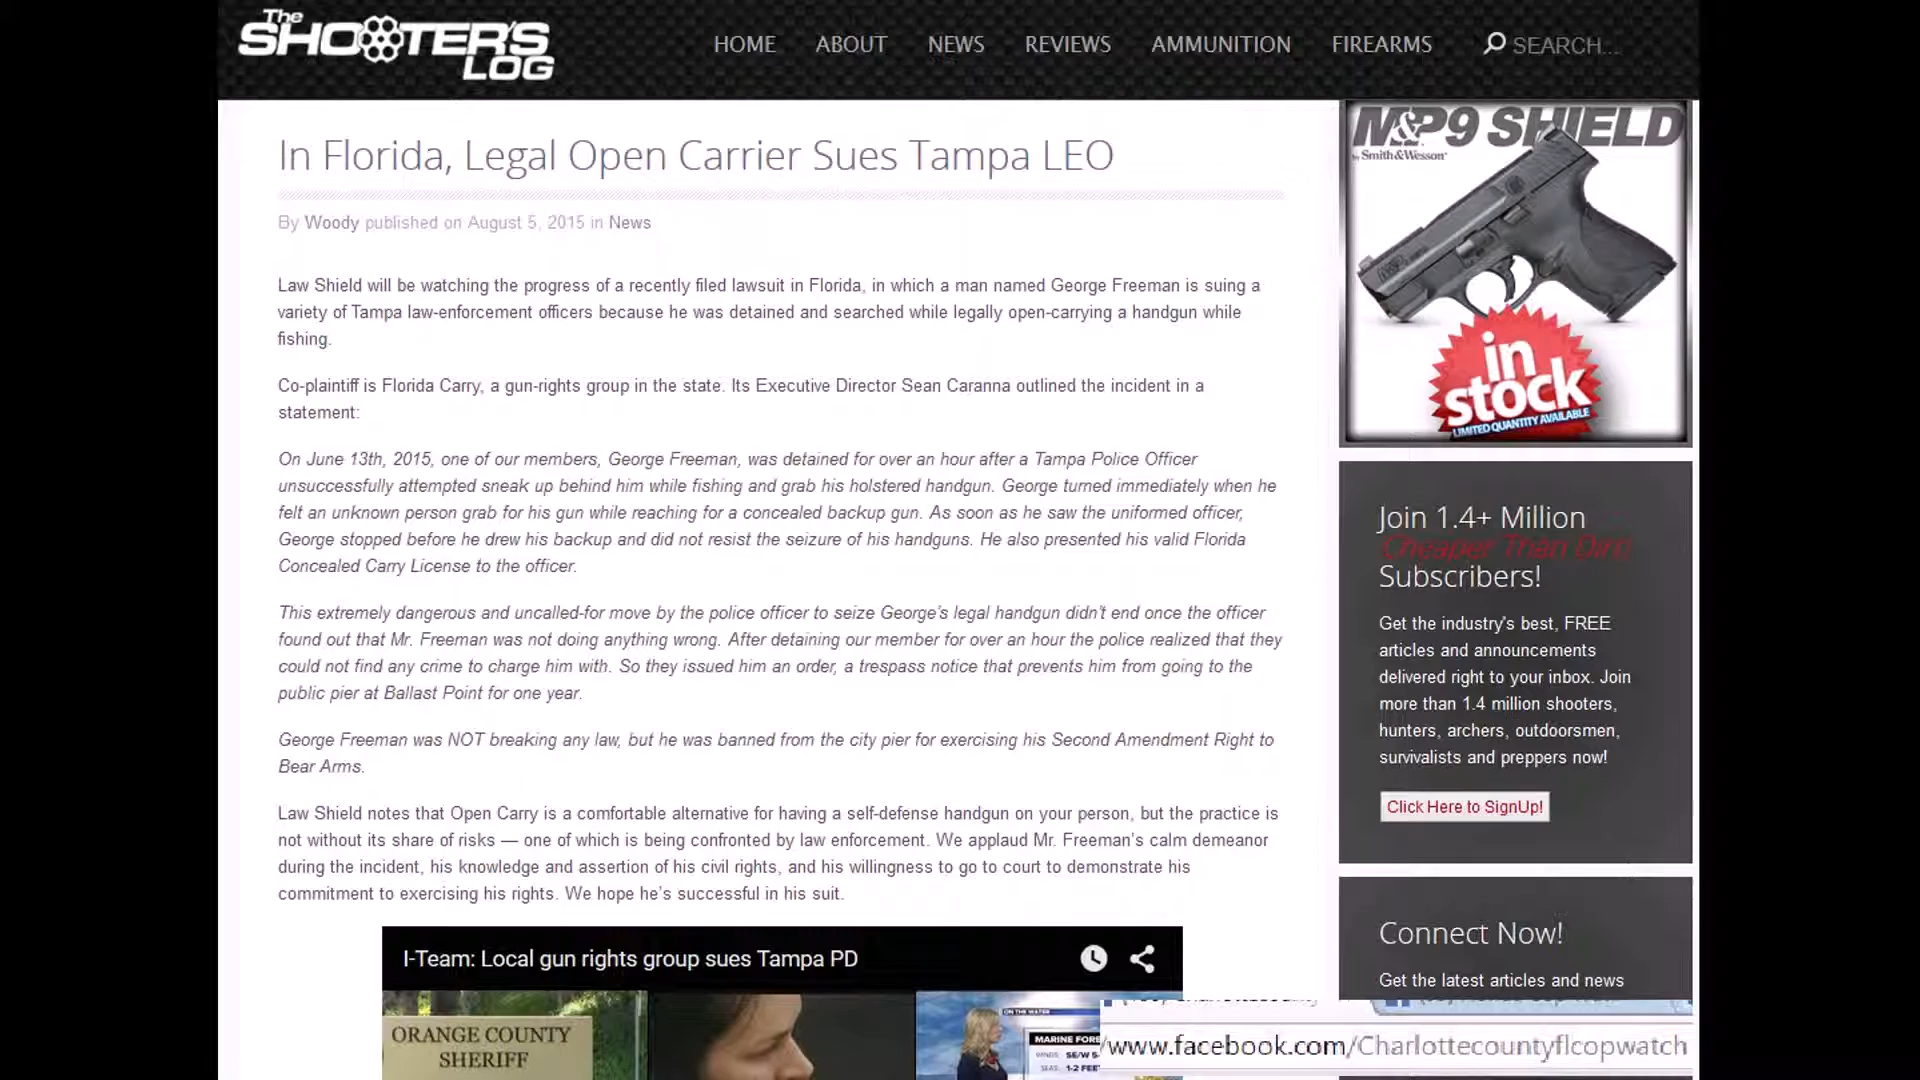 The
SHOOTER'S
LOG
HOME ABOUT NEWS REVIEWS AMMUNITION FIREARMS SEARCH...
In Florida, Legal Open Carrier Sues Tampa LEO
By Woody published on August 5, 2015 in News
Law Shield will be watching the progress of a recently filed lawsuit in Florida, in which a man named George Freeman is suing a
variety of Tampa law-enforcement officers because he was detained and searched while legally open-carrying a handgun while
fishing.
Co-plaintiff is Florida Carry, a gun-rights group in the state. Its Executive Director Sean Caranna outlined the incident in a
statement:
On June 13th, 2015, one of our members, George Freeman, was detained for over an hour after a Tampa Police Officer
unsuccessfully attempted sneak up behind him while fishing and grab his holstered handgun. George turned immediately when he
felt an unknown person grab for his gun while reaching for a concealed backup gun. As soon as he saw the uniformed officer,
George stopped before he drew his backup and did not resist the seizure of his handguns. He also presented his valid Florida
Concealed Carry License to the officer.
This extremely dangerous and uncalled-for move by the police officer to seize George's legal handgun didn't end once the officer
found out that Mr. Freeman was not doing anything wrong. After detaining our member for over an hour the police realized that they
could not find any crime to charge him with. So they issued him an order, a trespass notice that prevents him from going to the
public pier at Ballast Point for one year.
George Freeman was NOT breaking any law, but he was banned from the city pier for exercising his Second Amendment Right to
Bear Arms.
Law Shield notes that Open Carry is a comfortable alternative for having a self-defense handgun on your person, but the practice is
not without its share of risks — one of which is being confronted by law enforcement. We applaud Mr. Freeman's calm demeanor
during the incident, his knowledge and assertion of his civil rights, and his willingness to go to court to demonstrate his
commitment to exercising his rights. We hope he's successful in his suit.
I-Team: Local gun rights group sues Tampa PD
ORANGE COUNTY
SHERIFF
ON THE WATER
MARINE FORE
WINDS: SE/W 5-
SEAS: 1-2 FEET
M&P9 SHIELD
by Smith&Wesson
in
stock
LIMITED QUANTITY AVAILABLE
Join 1.4+ Million
Cheaper Than Dirt!
Subscribers!
Get the industry's best, FREE
articles and announcements
delivered right to your inbox. Join
more than 1.4 million shooters,
hunters, archers, outdoorsmen,
survivalists and preppers now!
Click Here to SignUp!
Connect Now!
Get the latest articles and news
/www.facebook.com/Charlottecountyflcopwatch